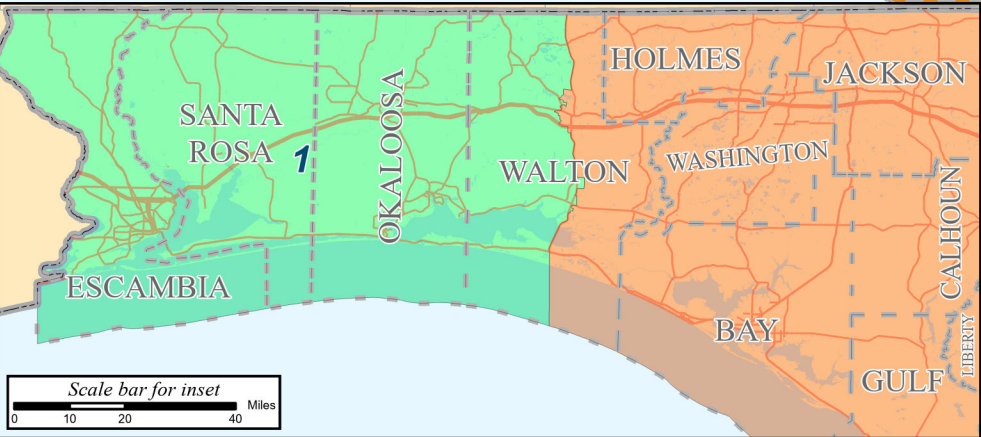 HOLMES
JACKSON
SANTA
ROSA
1
OKALOOSA
WALTON
WASHINGTON
CALHOUN
ESCAMBIA
BAY
LIBERTY
GULF
Scale bar for inset
Miles
0 10 20 40